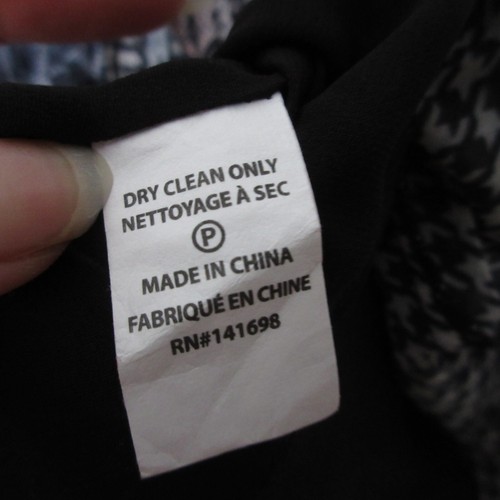 DRY CLEAN ONLY
NETTOYAGE À SEC
P
MADE IN CHINA
FABRIQUÉ EN CHINE
RN#141698